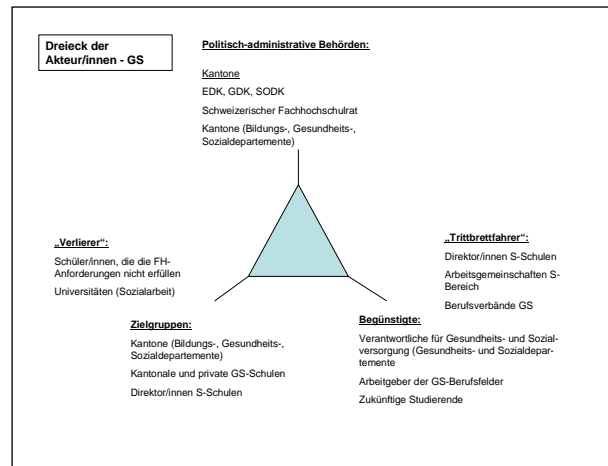 Dreieck der
Akteur/innen - GS
Politisch-administrative Behörden:
Kantone
EDK, GDK, SODK
Schweizerischer Fachhochschulrat
Kantone (Bildungs-, Gesundheits-,
Sozialdepartemente)
„Verlierer“:
Schüler/innen, die die FH-
Anforderungen nicht erfüllen
Universitäten (Sozialarbeit)
„Trittbrettfahrer“:
Direktor/innen S-Schulen
Arbeitsgemeinschaften S-
Bereich
Berufsverbände GS
Zielgruppen:
Kantone (Bildungs-, Gesundheits-,
Sozialdepartemente)
Kantonale und private GS-Schulen
Direktor/innen S-Schulen
Begünstigte:
Verantwortliche für Gesundheits- und Sozial-
versorgung (Gesundheits- und Sozialdepar-
temente
Arbeitgeber der GS-Berufsfelder
Zukünftige Studierende